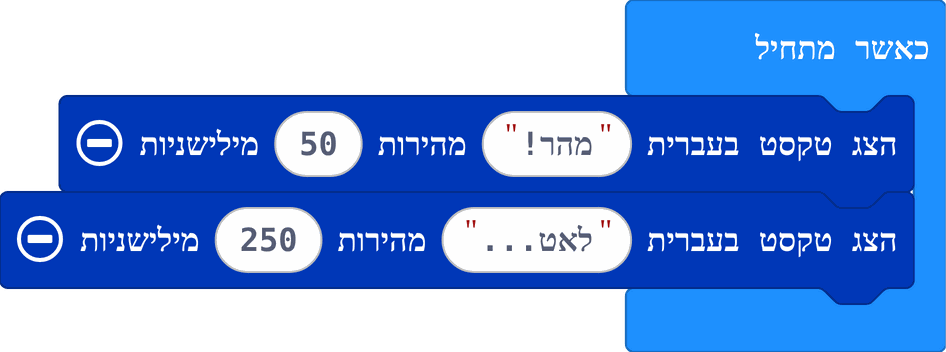 כאשר מתחיל
הצג טקסט בעברית "מהר!" מהירות 50 מילישניות
הצג טקסט בעברית "לאט..." מהירות 250 מילישניות